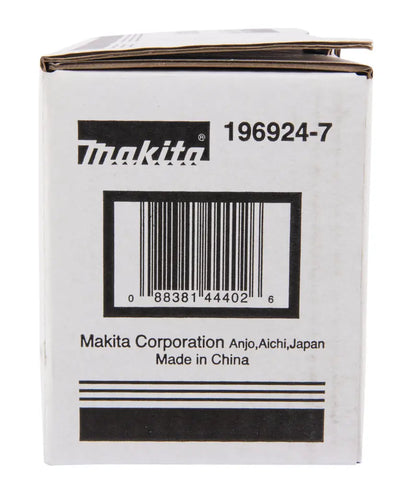 makita® 196924-7
0 88381 44402 6
Makita Corporation Anjo,Aichi,Japan
Made in China